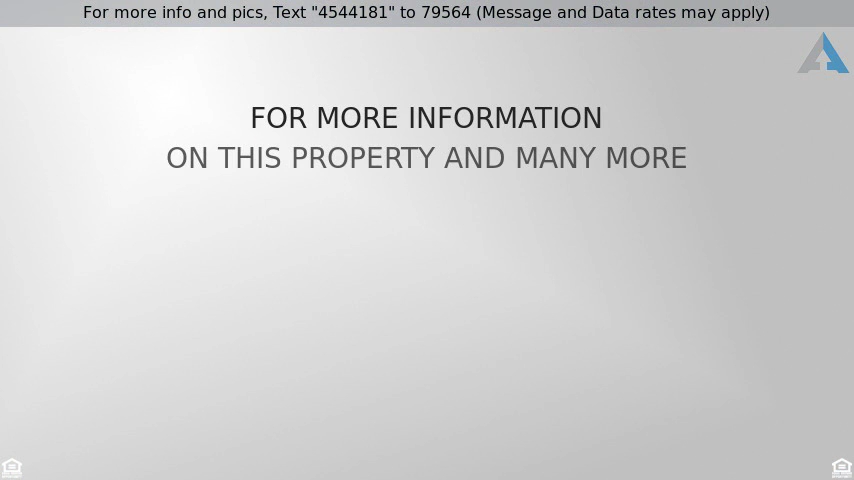 For more info and pics, Text "4544181" to 79564 (Message and Data rates may apply)
FOR MORE INFORMATION
ON THIS PROPERTY AND MANY MORE